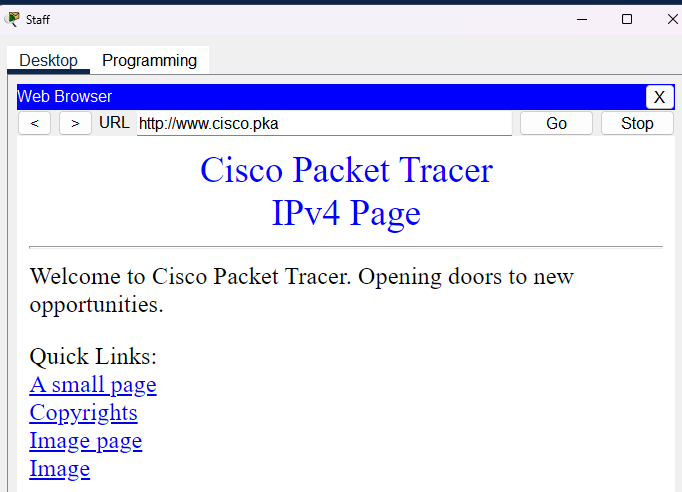 Staff
Desktop Programming
Web Browser X
< > URL http://www.cisco.pka Go Stop
Cisco Packet Tracer
IPv4 Page
Welcome to Cisco Packet Tracer. Opening doors to new
opportunities.
Quick Links:
A small page
Copyrights
Image page
Image